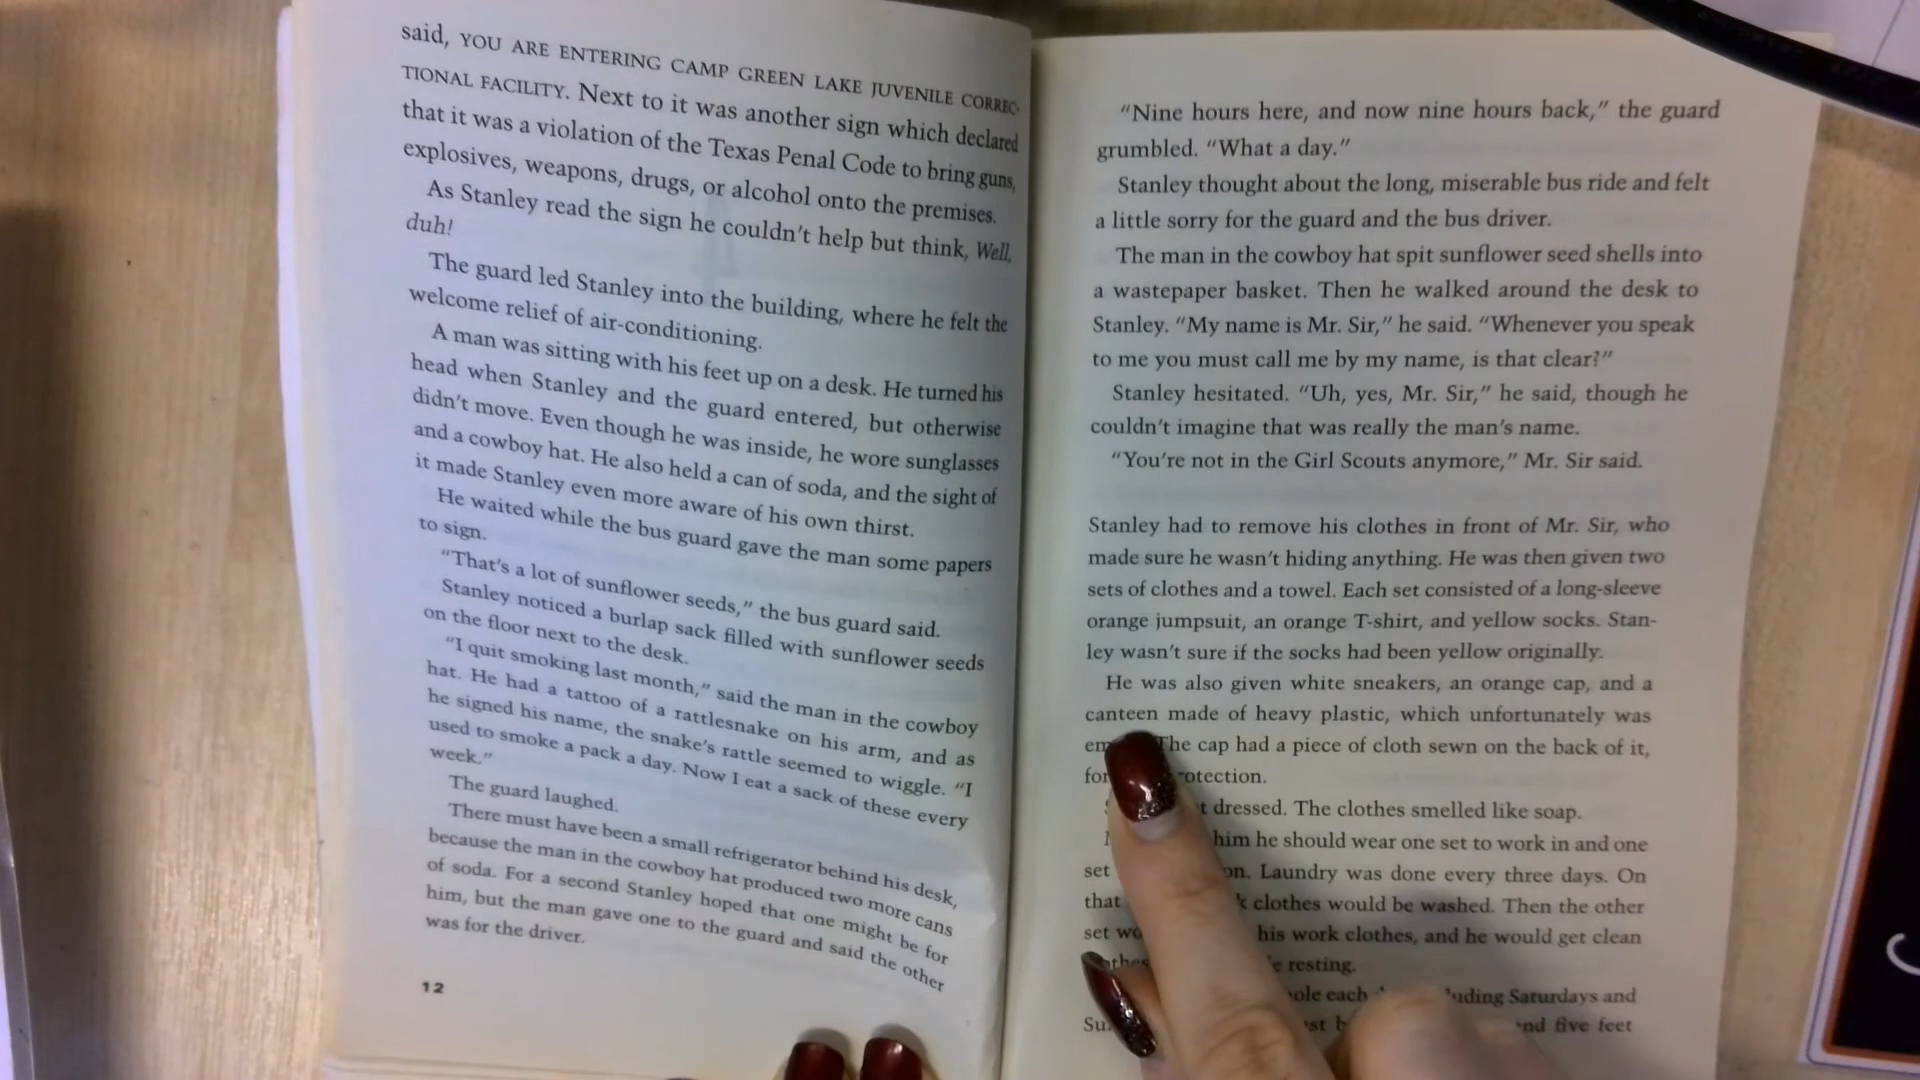 said, YOU ARE ENTERING CAMP GREEN LAKE JUVENILE CORREC-
TIONAL FACILITY. Next to it was another sign which declared
that it was a violation of the Texas Penal Code to bring guns,
explosives, weapons, drugs, or alcohol onto the premises.
As Stanley read the sign he couldn't help but think, Well,
duh!
The guard led Stanley into the building, where he felt the
welcome relief of air-conditioning.
A man was sitting with his feet up on a desk. He turned his
head when Stanley and the guard entered, but otherwise
didn't move. Even though he was inside, he wore sunglasses
and a cowboy hat. He also held a can of soda, and the sight of
it made Stanley even more aware of his own thirst.
He waited while the bus guard gave the man some papers
to sign.
"That's a lot of sunflower seeds," the bus guard said.
Stanley noticed a burlap sack filled with sunflower seeds
on the floor next to the desk.
"I quit smoking last month," said the man in the cowboy
hat. He had a tattoo of a rattlesnake on his arm, and as
he signed his name, the snake's rattle seemed to wiggle. "I
used to smoke a pack a day. Now I eat a sack of these every
week."
The guard laughed.
There must have been a small refrigerator behind his desk,
because the man in the cowboy hat produced two more cans
of soda. For a second Stanley hoped that one might be for
him, but the man gave one to the guard and said the other
was for the driver.
12
"Nine hours here, and now nine hours back," the guard
grumbled. "What a day."
Stanley thought about the long, miserable bus ride and felt
a little sorry for the guard and the bus driver.
The man in the cowboy hat spit sunflower seed shells into
a wastepaper basket. Then he walked around the desk to
Stanley. "My name is Mr. Sir," he said. "Whenever you speak
to me you must call me by my name, is that clear?"
Stanley hesitated. "Uh, yes, Mr. Sir," he said, though he
couldn't imagine that was really the man's name.
"You're not in the Girl Scouts anymore," Mr. Sir said.
Stanley had to remove his clothes in front of Mr. Sir, who
made sure he wasn't hiding anything. He was then given two
sets of clothes and a towel. Each set consisted of a long-sleeve
orange jumpsuit, an orange T-shirt, and yellow socks. Stan-
ley wasn't sure if the socks had been yellow originally.
He was also given white sneakers, an orange cap, and a
canteen made of heavy plastic, which unfortunately was
The cap had a piece of cloth sewn on the back of it,
for
dressed. The clothes smelled like soap.
him he should wear one set to work in and one
set Laundry was done every three days. On
that clothes would be washed. Then the other
set his work clothes, and he would get clean
resting.
each Saturdays and
and five feet